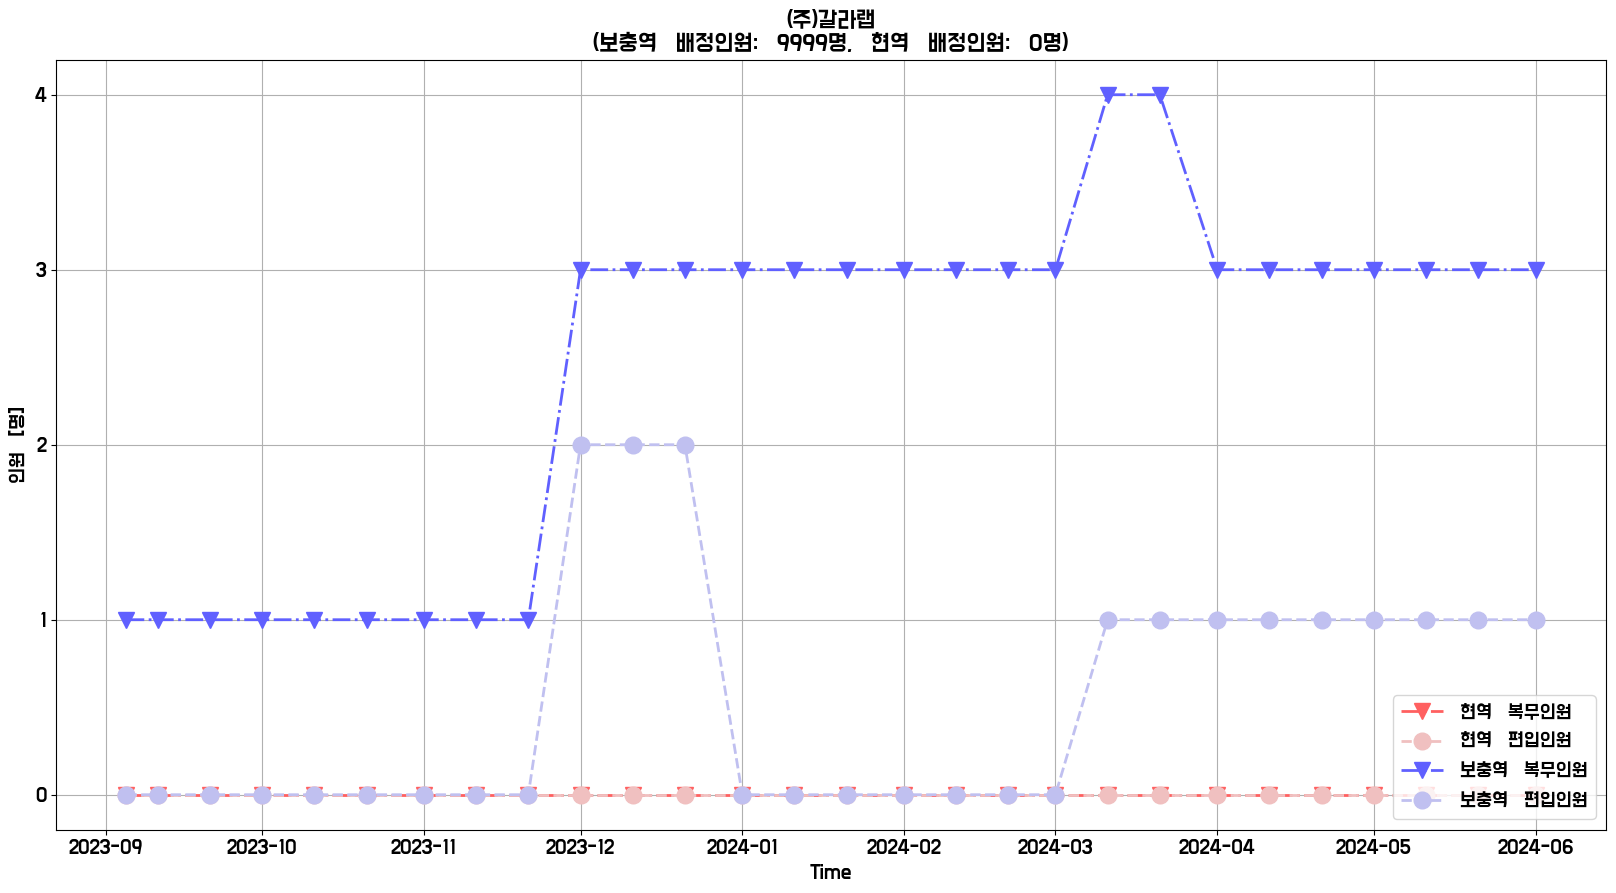 (주)갈라랩
(보충역 배정인원: 9999명, 현역 배정인원: 0명)
인원 [명]
4
3
2
1
0
2023-09 2023-10 2023-11 2023-12 2024-01 2024-02 2024-03 2024-04 2024-05 2024-06
Time
현역 복무인원
현역 편입인원
보충역 복무인원
보충역 편입인원